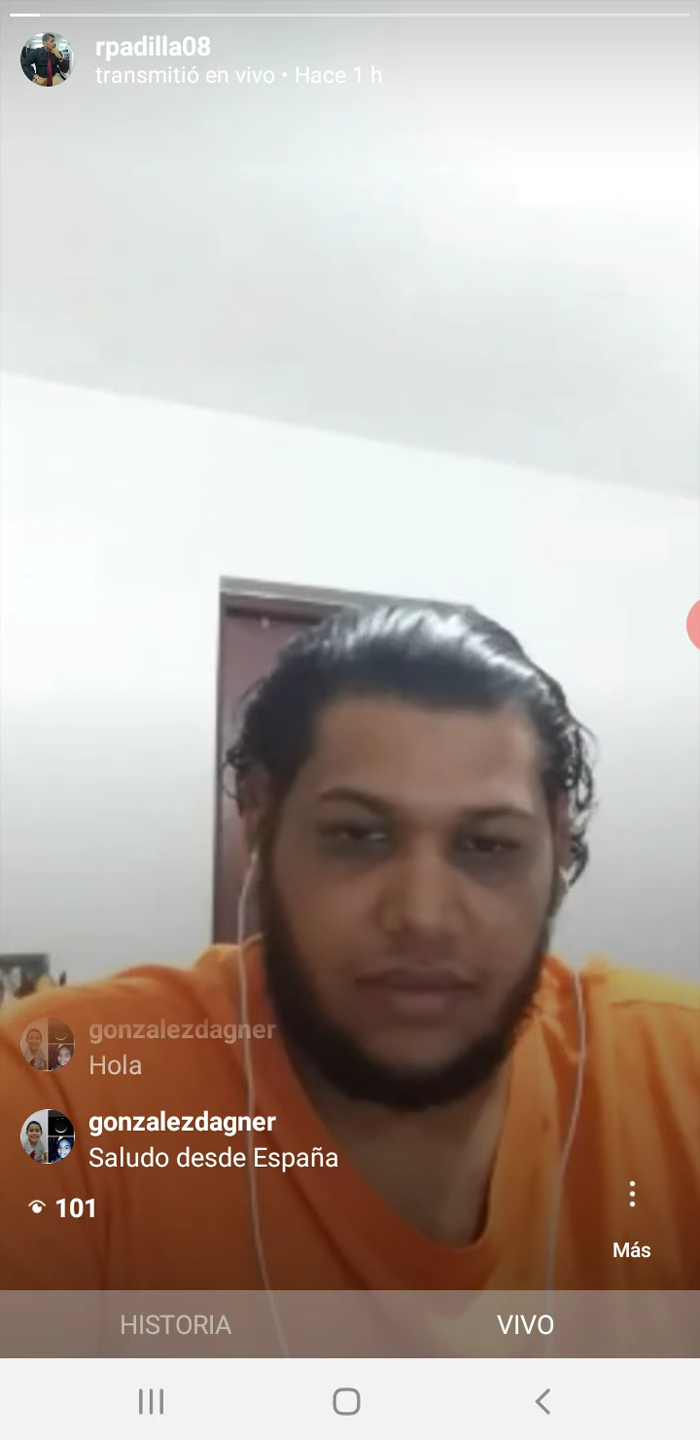 rpadilla08
transmitió en vivo • Hace 1 h
gonzalezdagner
Hola
gonzalezdagner
Saludo desde España
101
Más
HISTORIA
VIVO